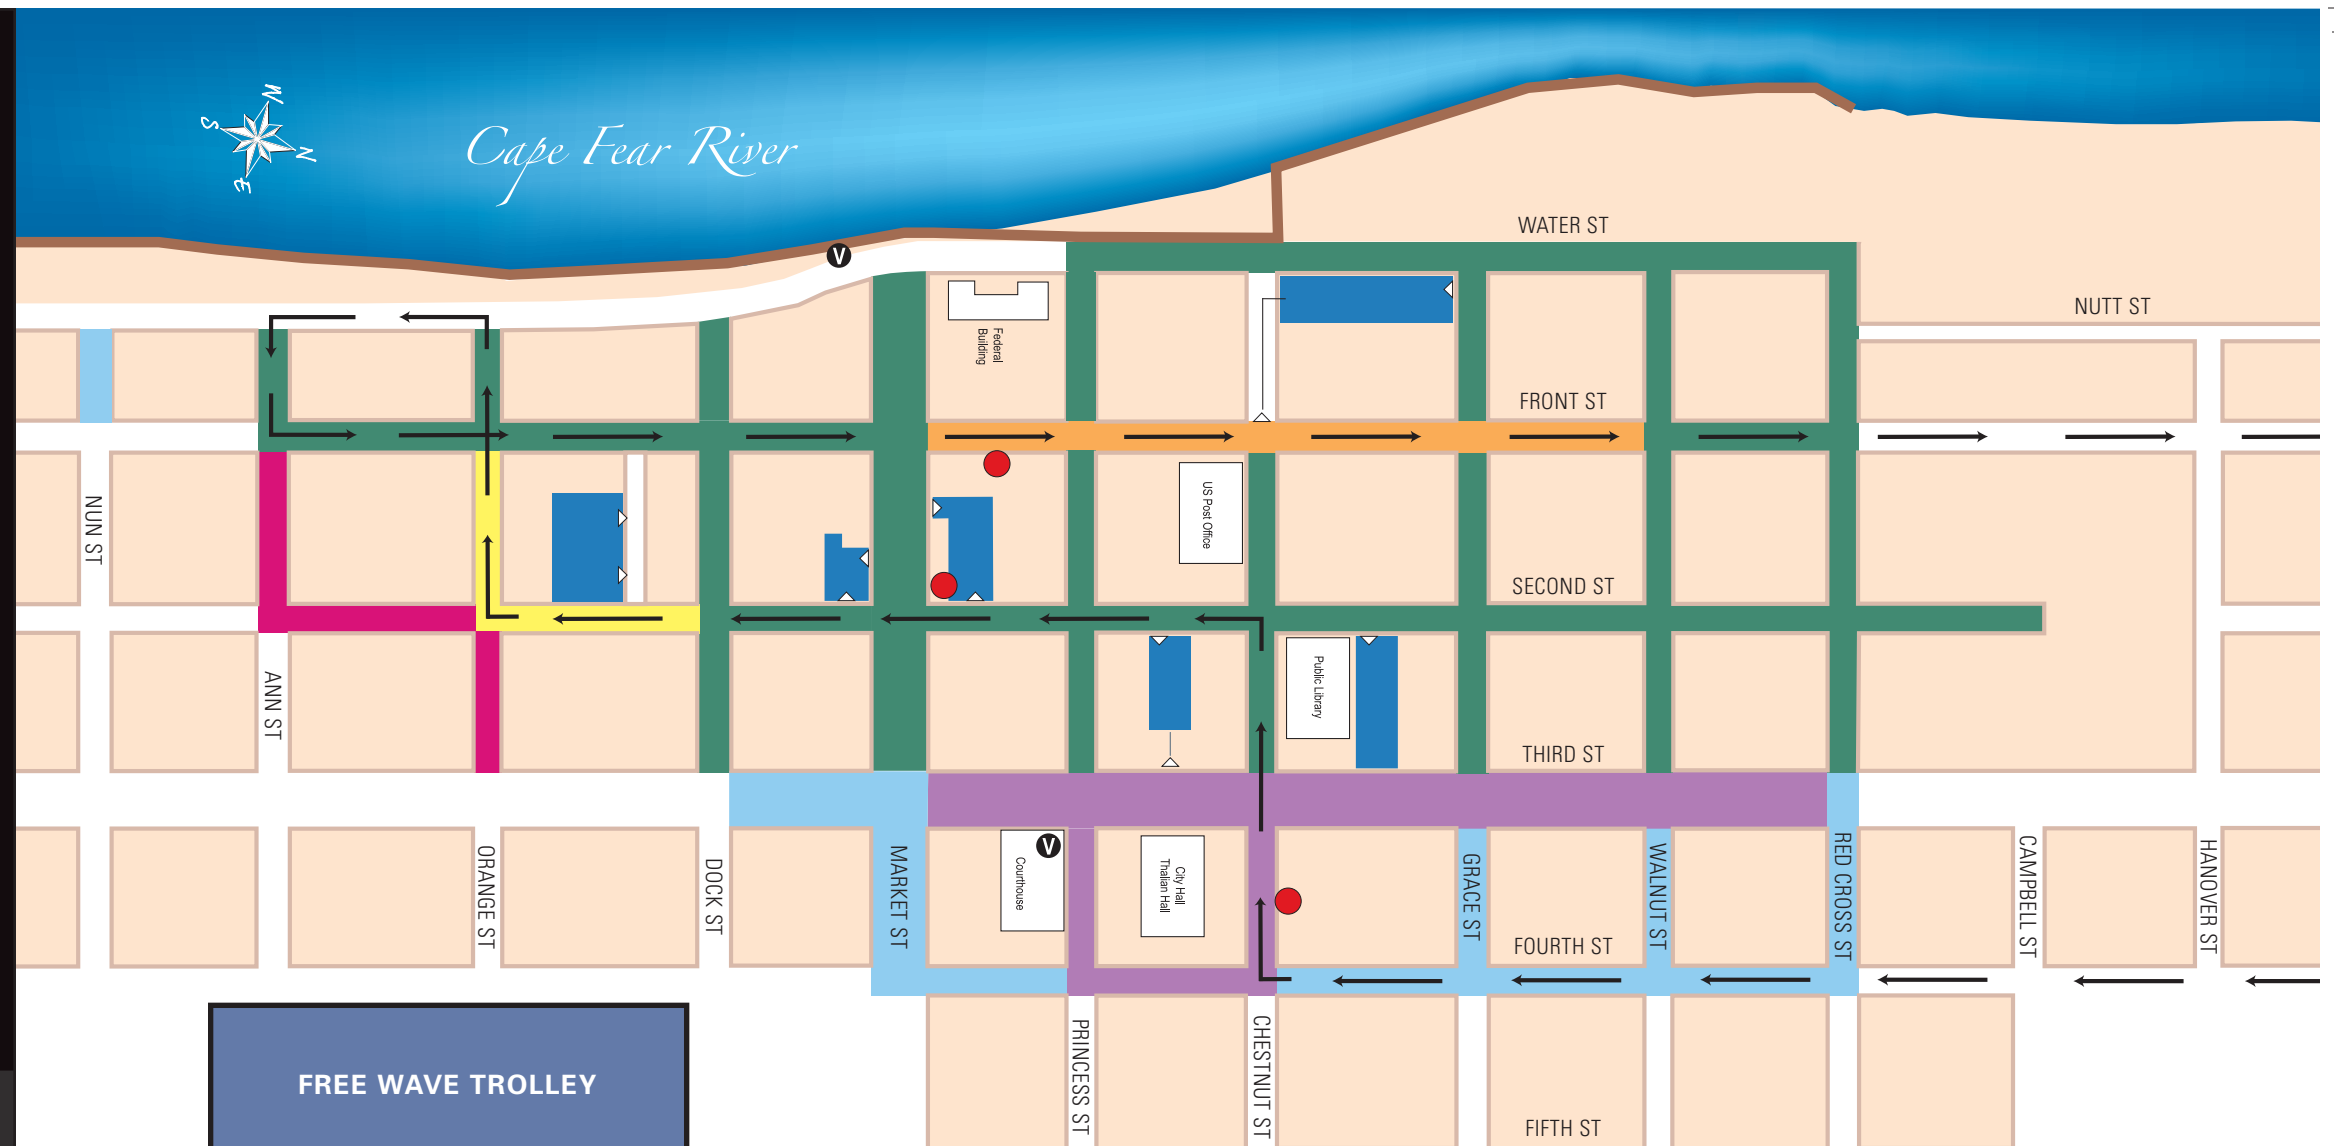 W
S
N
E
Cape Fear River
V
WATER ST
NUTT ST
Federal
Building
FRONT ST
US Post Office
NUN ST
SECOND ST
Public Library
ANN ST
THIRD ST
ORANGE ST
DOCK ST
MARKET ST
V
Courthouse
City Hall
Thalian Hall
GRACE ST
WALNUT ST
RED CROSS ST
CAMPBELL ST
HANOVER ST
FOURTH ST
PRINCESS ST
CHESTNUT ST
FREE WAVE TROLLEY
FIFTH ST